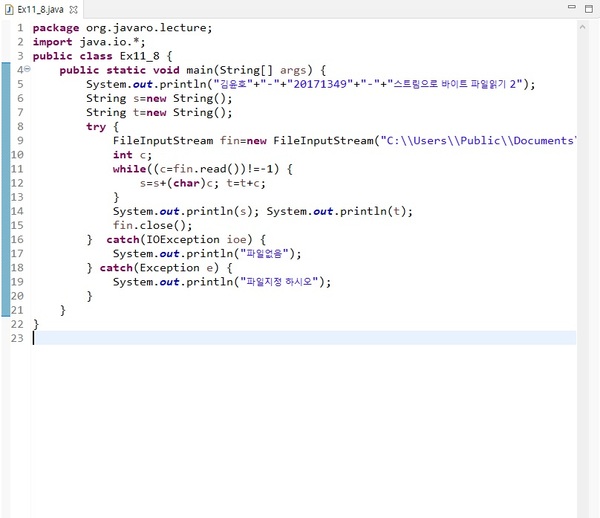 Ex11_8.java
1 package org.javaro.lecture;
2 import java.io.*;
3 public class Ex11_8 {
4 public static void main(String[] args) {
5 System.out.println("김윤호"+"-"+"20171349"+"-"+"스트림으로 바이트 파일읽기 2");
6 String s=new String();
7 String t=new String();
8 try {
9 FileInputStream fin=new FileInputStream("C:\\Users\\Public\\Documents\
10 int c;
11 while((c=fin.read())!=-1) {
12 s=s+(char)c; t=t+c;
13 }
14 System.out.println(s); System.out.println(t);
15 fin.close();
16 } catch(IOException ioe) {
17 System.out.println("파일없음");
18 } catch(Exception e) {
19 System.out.println("파일지정 하시오");
20 }
21 }
22 }
23